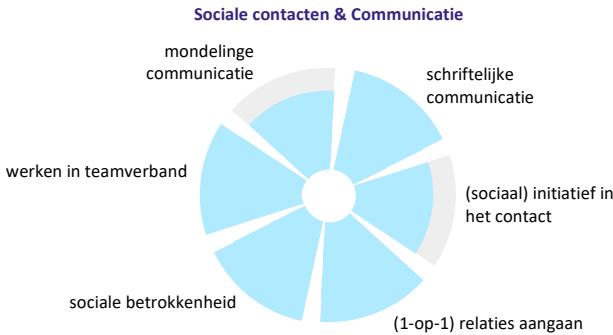 Sociale contacten & Communicatie
mondelinge
communicatie
schriftelijke
communicatie
werken in teamverband
(sociaal) initiatief in
het contact
sociale betrokkenheid
(1-op-1) relaties aangaan